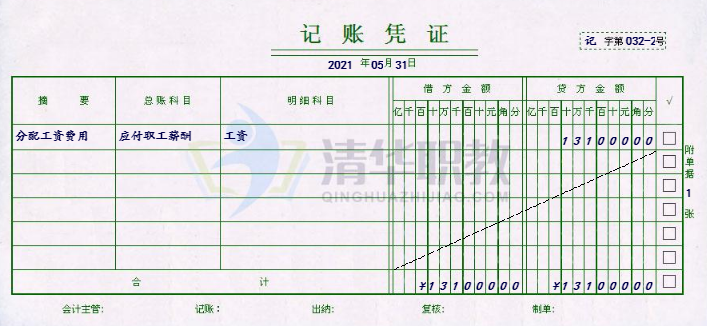 记账凭证
记 字第 032-2号
2021 年 05 月 31 日
摘 要 总账科目 明细科目 借方金额 贷方金额 √
亿千百十万千百十元角分 亿千百十万千百十元角分
分配工资费用 应付职工薪酬 工资 13100000
合 计 ¥13100000 ¥13100000
附单据 1 张
清华职教
QINGHUAZHIJIAO.COM
会计主管: 记账: 出纳: 复核: 制单: